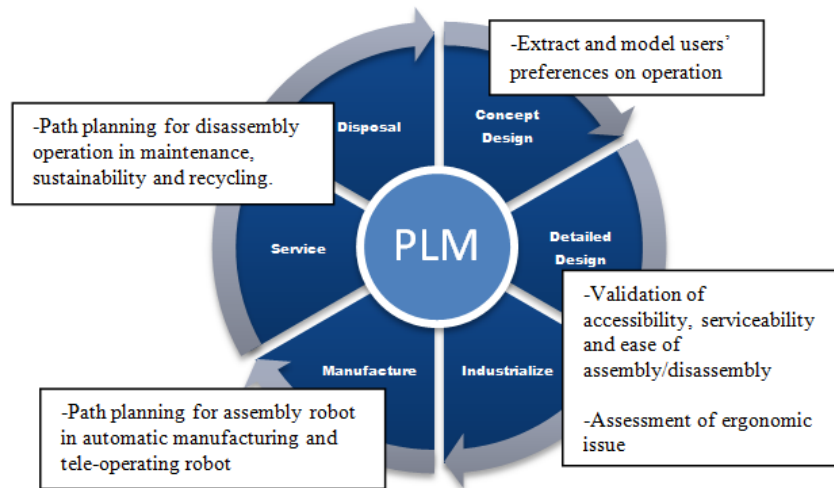 -Extract and model users’
preferences on operation
Concept
Design
Disposal
-Path planning for disassembly
operation in maintenance,
sustainability and recycling.
PLM
Detailed
Design
Service
-Validation of
accessibility, serviceability
and ease of
assembly/disassembly
-Assessment of ergonomic
issue
Manufacture
Industrialize
-Path planning for assembly robot
in automatic manufacturing and
tele-operating robot